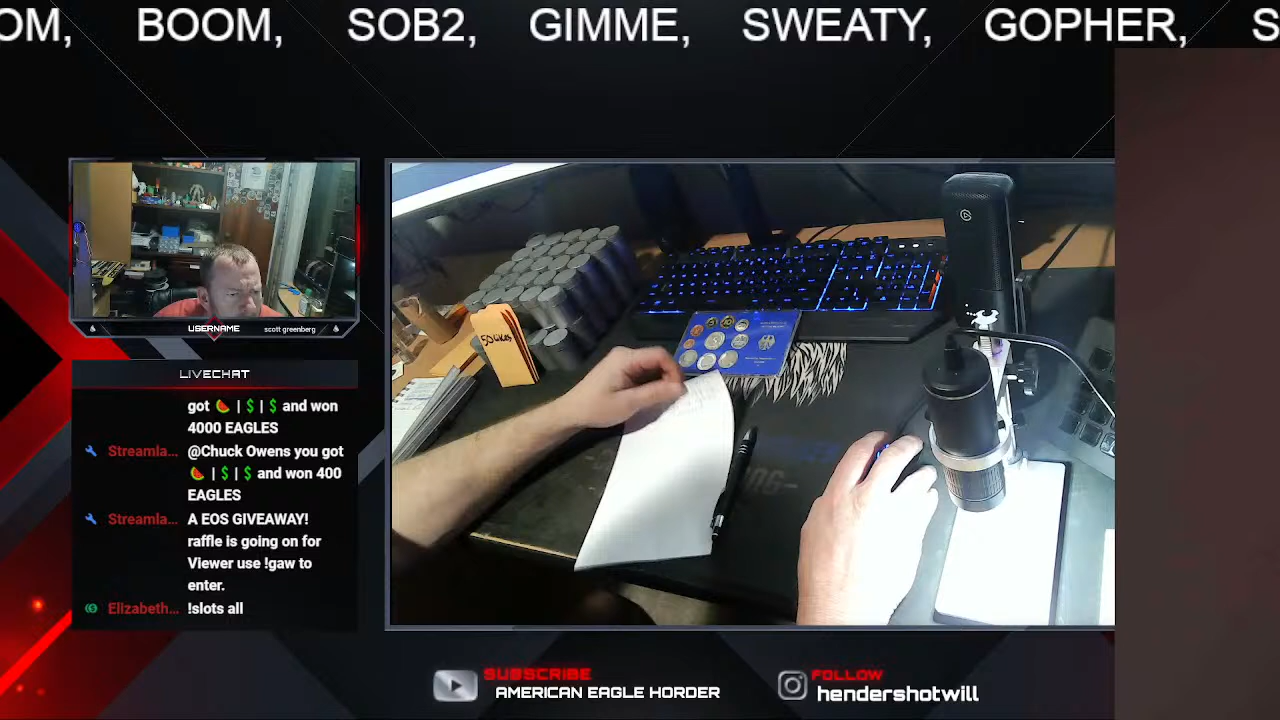 OM, BOOM, SOB2, GIMME, SWEATY, GOPHER, S
USERNAME scott greenberg
LIVECHAT
got 🍉 | 💲 | 💲 and won
4000 EAGLES
Streamla... @Chuck Owens you got
🍉 | 💲 | 💲 and won 400
EAGLES
Streamla... A EOS GIVEAWAY!
raffle is going on for
Viewer use !gaw to
enter.
Elizabeth... !slots all
SUBSCRIBE
AMERICAN EAGLE HORDER
FOLLOW
hendershotwill